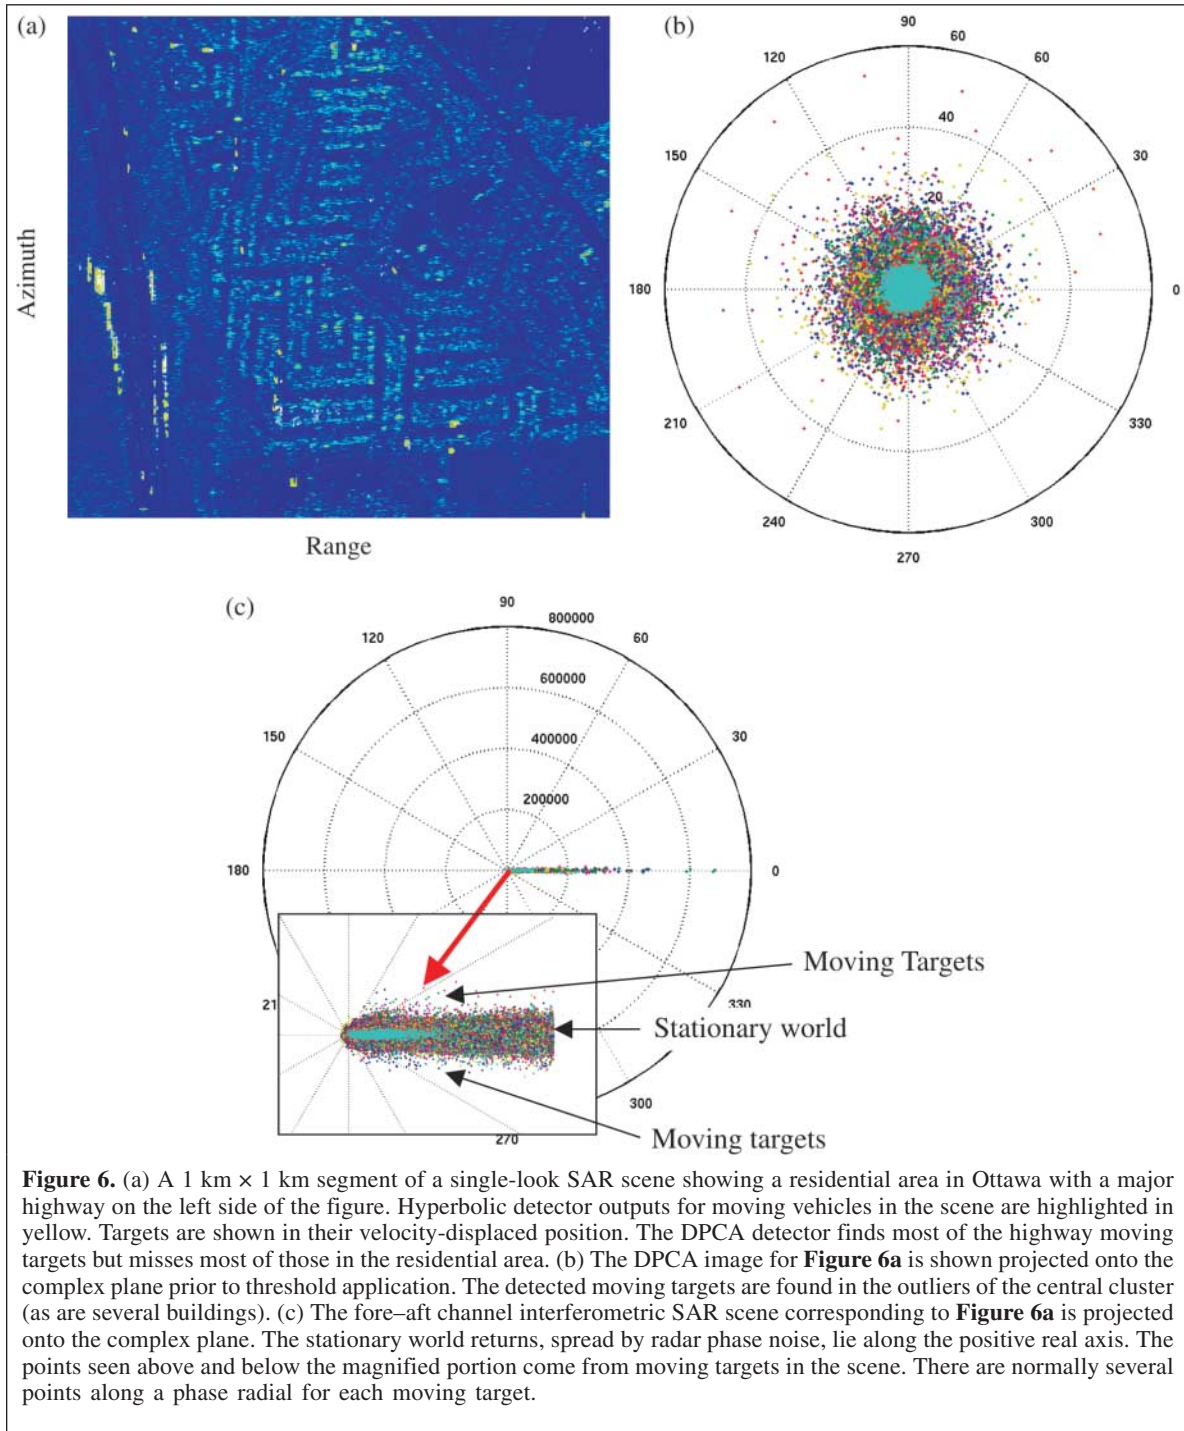 (a)
Azimuth
Range
(b)
90
60
120
60
40
150
30
20
180
0
210
330
240
300
270
(c)
90
800000
120
60
600000
150
400000
30
200000
180
0
Moving Targets
21
330
Stationary world
300
270
Moving targets
Figure 6. (a) A 1 km × 1 km segment of a single-look SAR scene showing a residential area in Ottawa with a major
highway on the left side of the figure. Hyperbolic detector outputs for moving vehicles in the scene are highlighted in
yellow. Targets are shown in their velocity-displaced position. The DPCA detector finds most of the highway moving
targets but misses most of those in the residential area. (b) The DPCA image for Figure 6a is shown projected onto the
complex plane prior to threshold application. The detected moving targets are found in the outliers of the central cluster
(as are several buildings). (c) The fore–aft channel interferometric SAR scene corresponding to Figure 6a is projected
onto the complex plane. The stationary world returns, spread by radar phase noise, lie along the positive real axis. The
points seen above and below the magnified portion come from moving targets in the scene. There are normally several
points along a phase radial for each moving target.